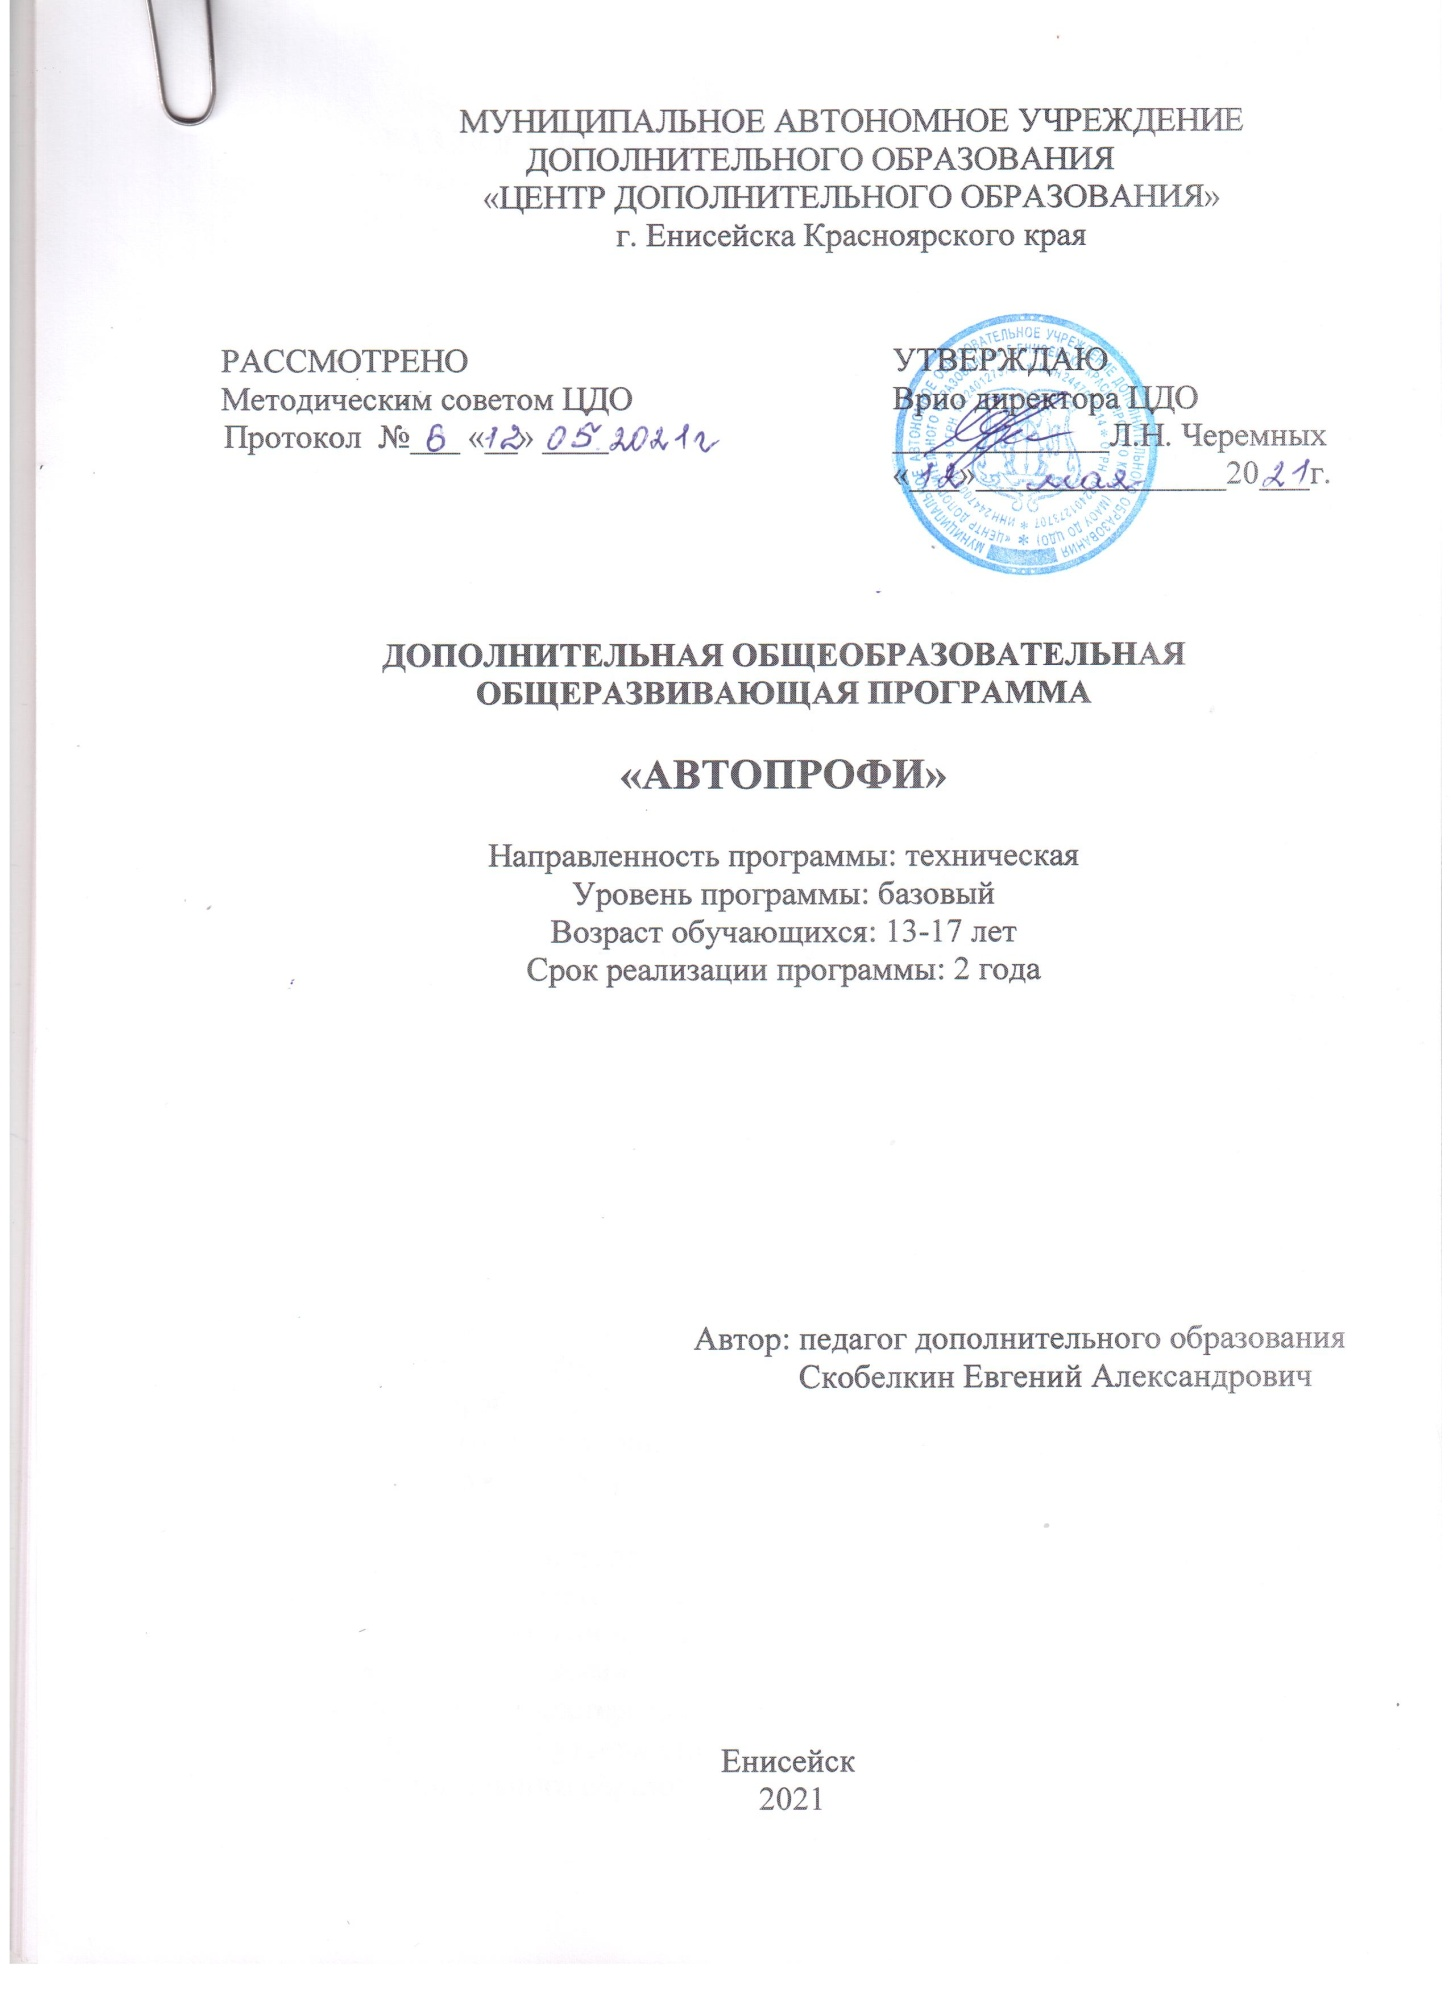 МУНИЦИПАЛЬНОЕ АВТОНОМНОЕ УЧРЕЖДЕНИЕ
ДОПОЛНИТЕЛЬНОГО ОБРАЗОВАНИЯ
«ЦЕНТР ДОПОЛНИТЕЛЬНОГО ОБРАЗОВАНИЯ»
г. Енисейска Красноярского края
РАССМОТРЕНО
Методическим советом ЦДО
Протокол № 6 «12» 05 2021г
УТВЕРЖДАЮ
Врио директора ЦДО
Л.Н. Черемных
«12» мая 2021г.
ДОПОЛНИТЕЛЬНАЯ ОБЩЕОБРАЗОВАТЕЛЬНАЯ
ОБЩЕРАЗВИВАЮЩАЯ ПРОГРАММА
«АВТОПРОФИ»
Направленность программы: техническая
Уровень программы: базовый
Возраст обучающихся: 13-17 лет
Срок реализации программы: 2 года
Автор: педагог дополнительного образования
Скобелкин Евгений Александрович
Енисейск
2021